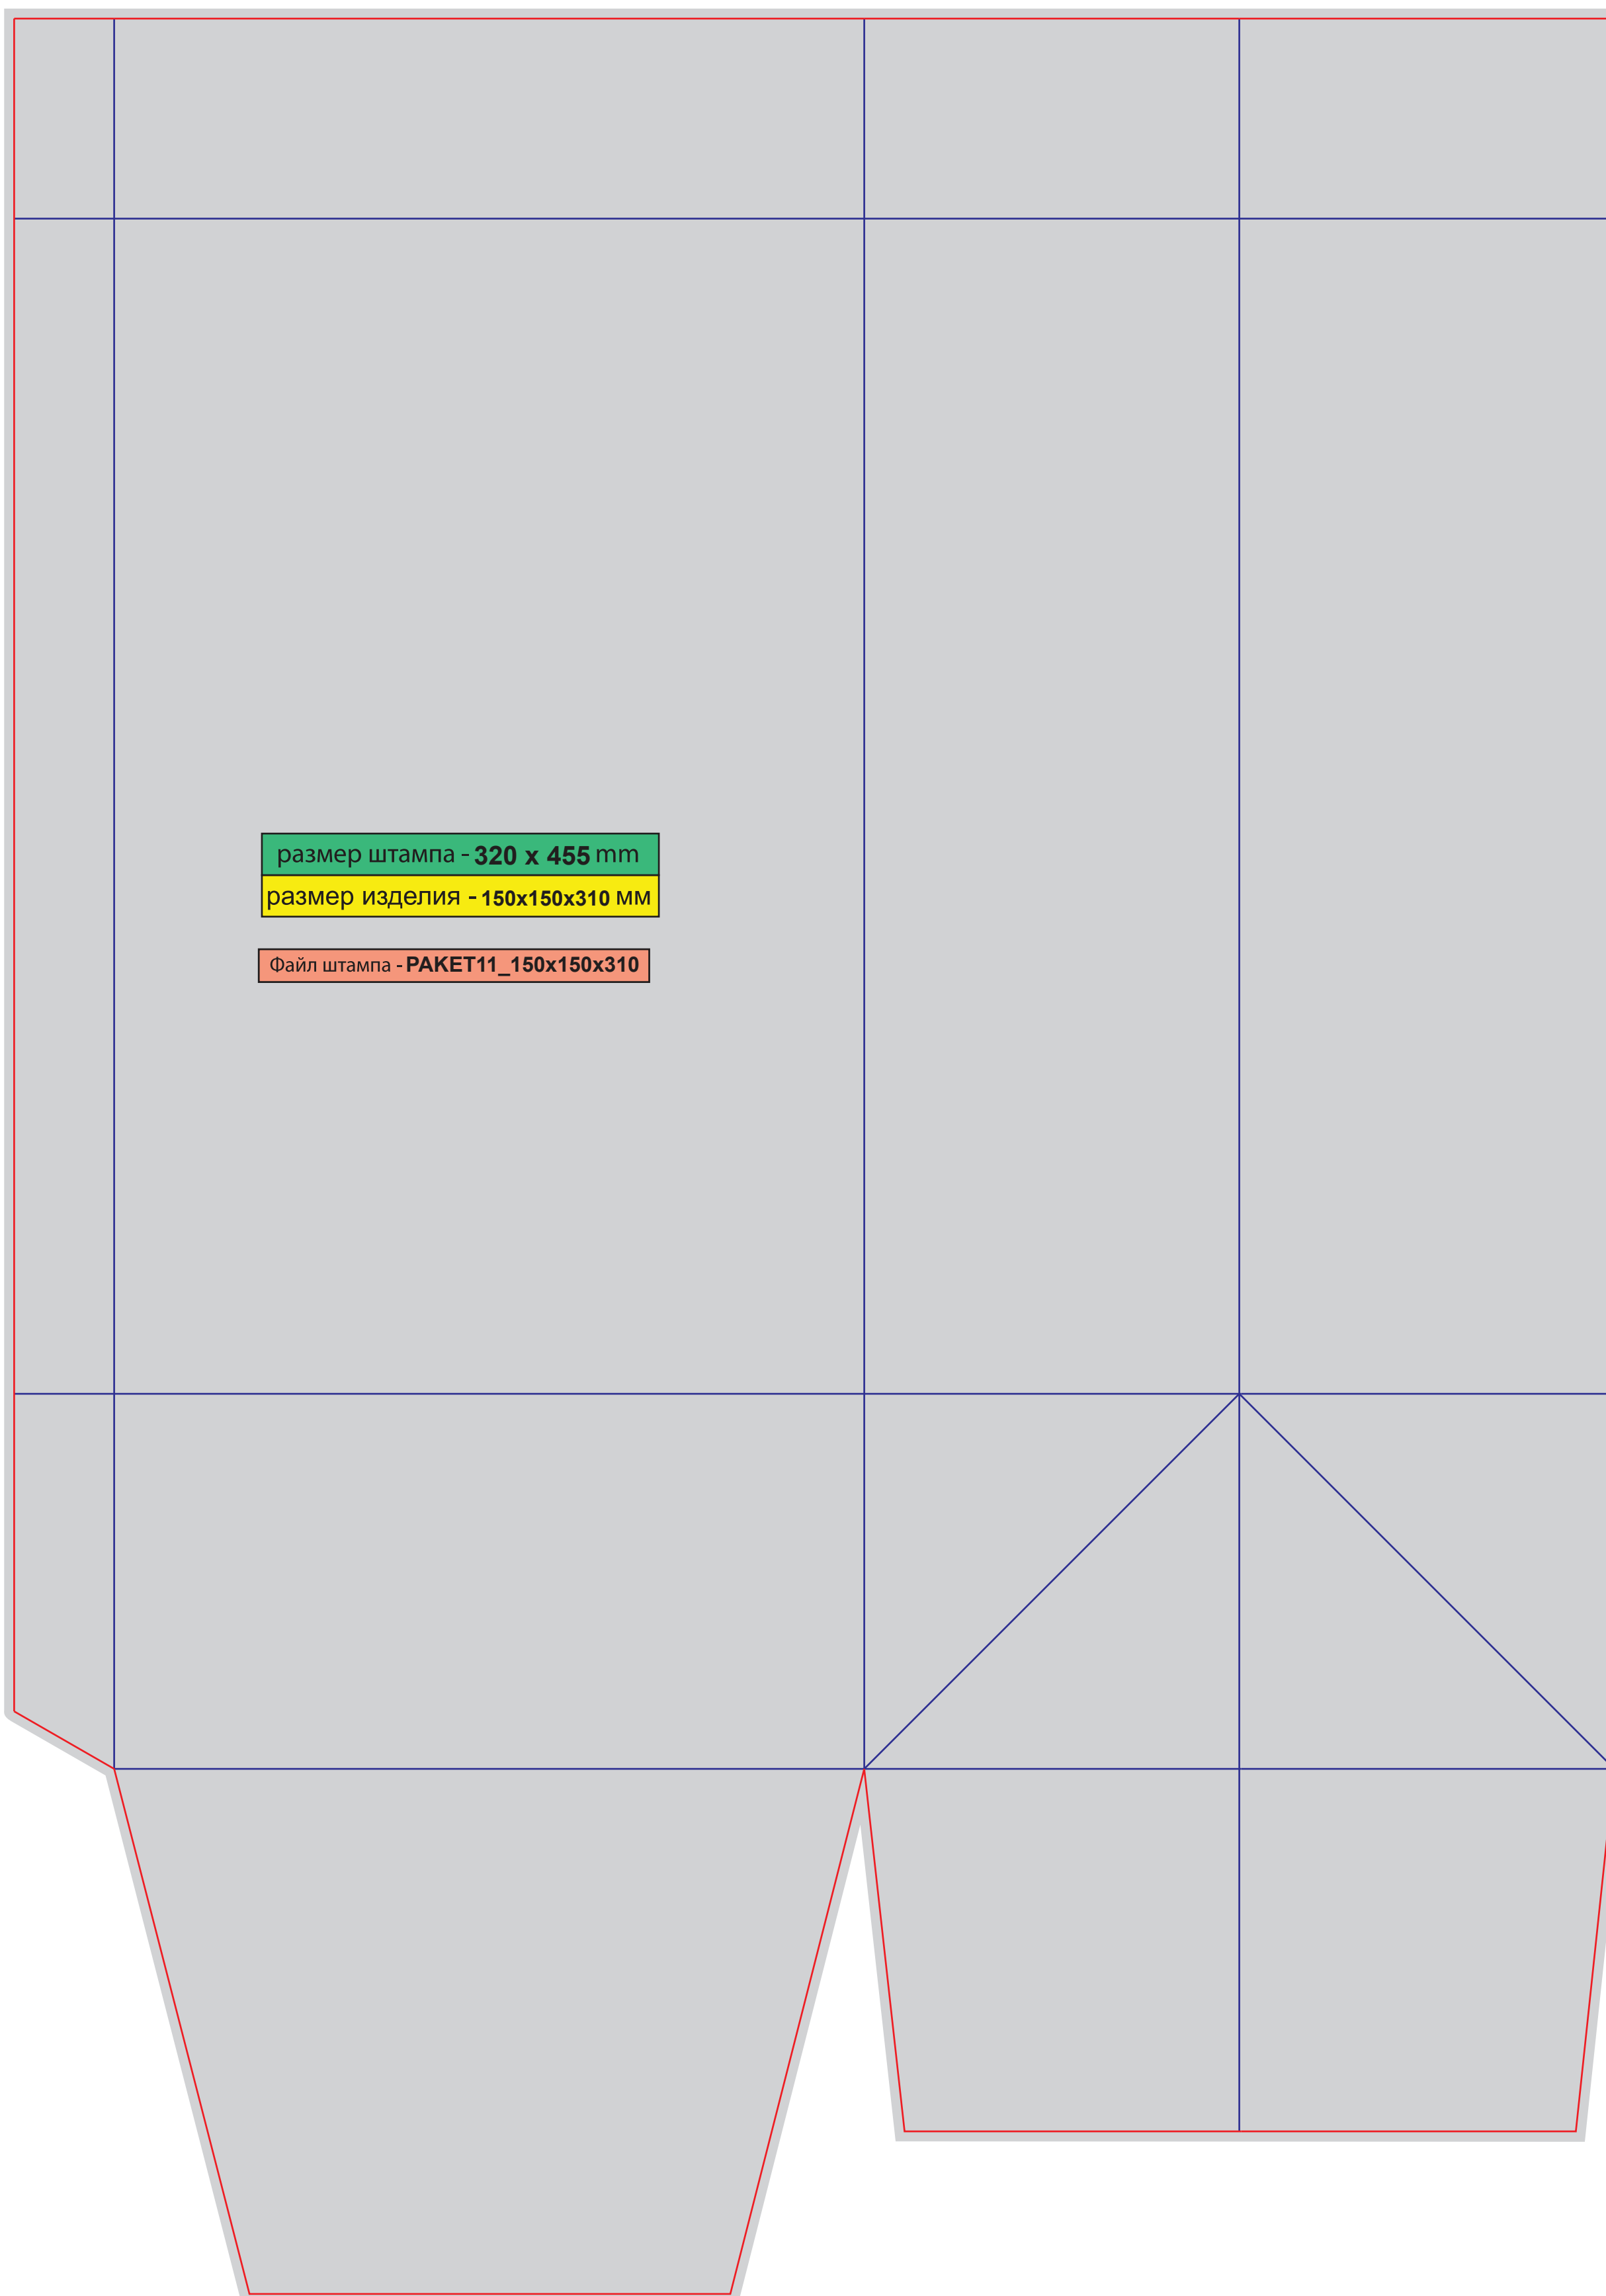 размер штампа - 320 x 455 mm
размер изделия - 150x150x310 мм
Файл штампа - PAKET11_150x150x310